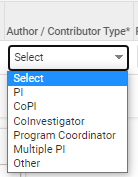 Author / Contributor Type*
Select
Select
PI
CoPI
CoInvestigator
Program Coordinator
Multiple PI
Other